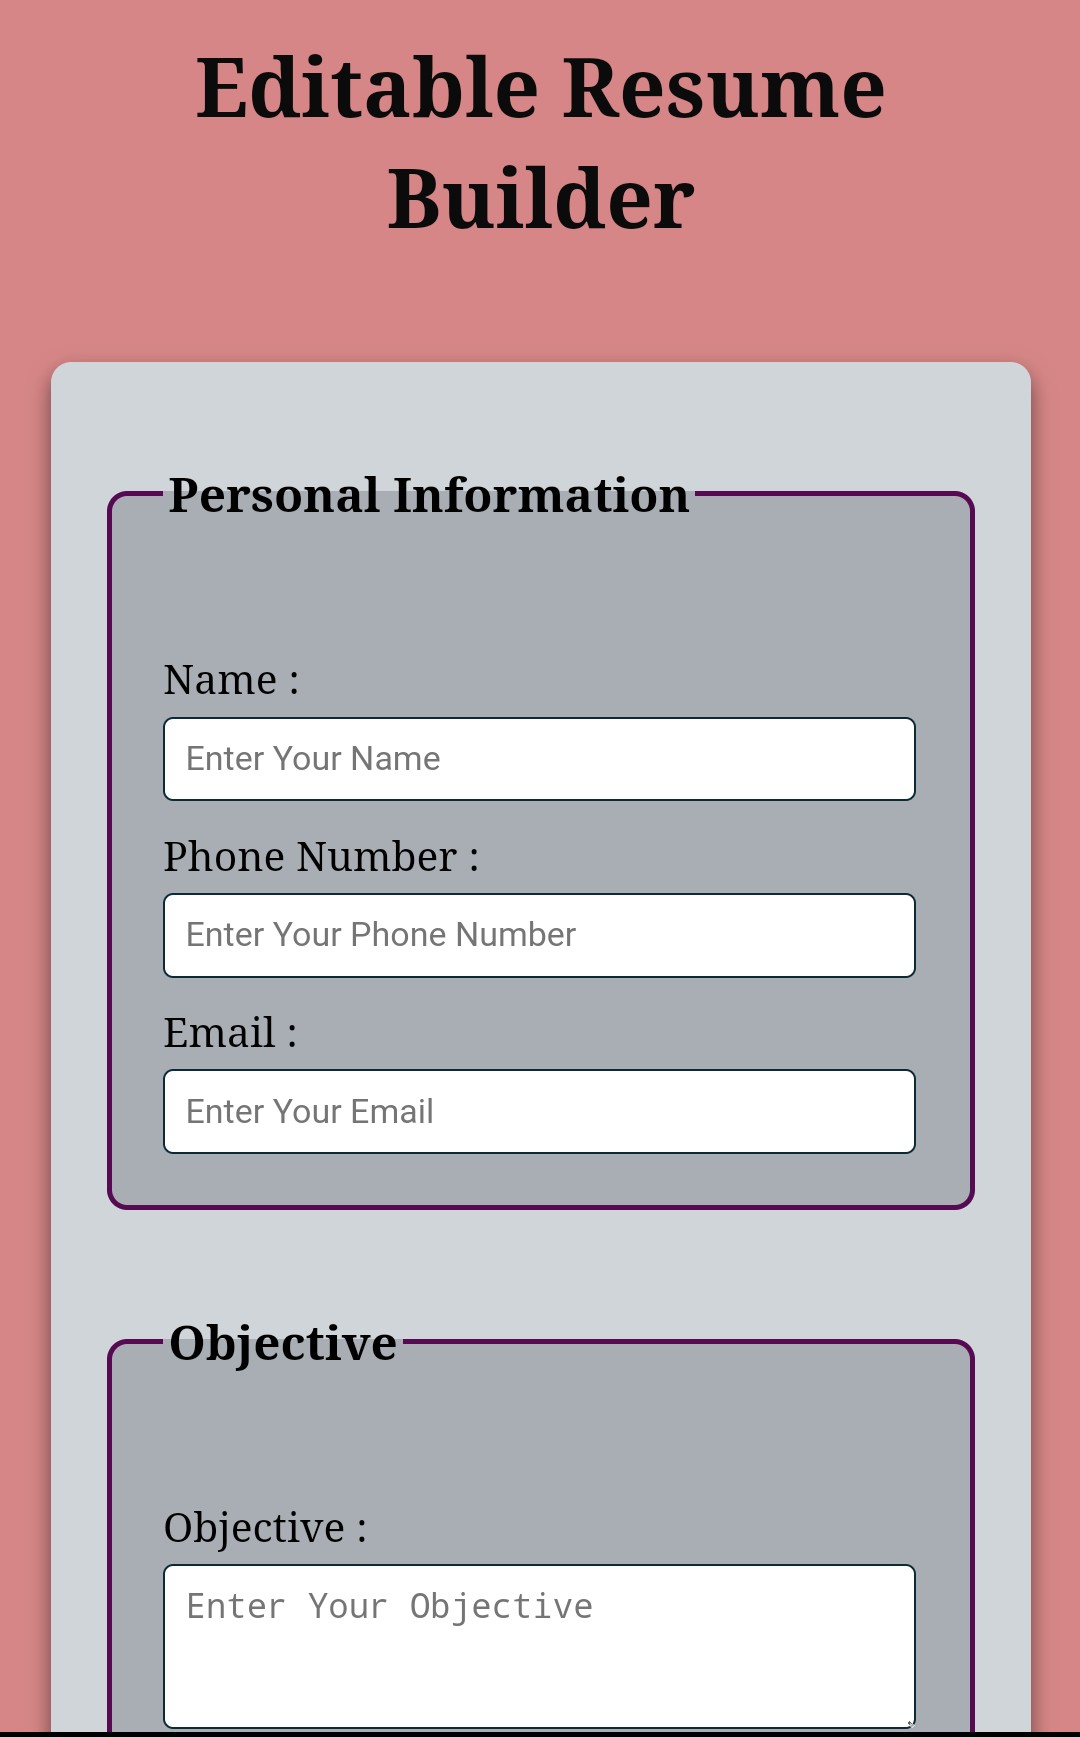 Editable Resume
Builder
Personal Information
Name :
Enter Your Name
Phone Number :
Enter Your Phone Number
Email :
Enter Your Email
Objective
Objective :
Enter Your Objective